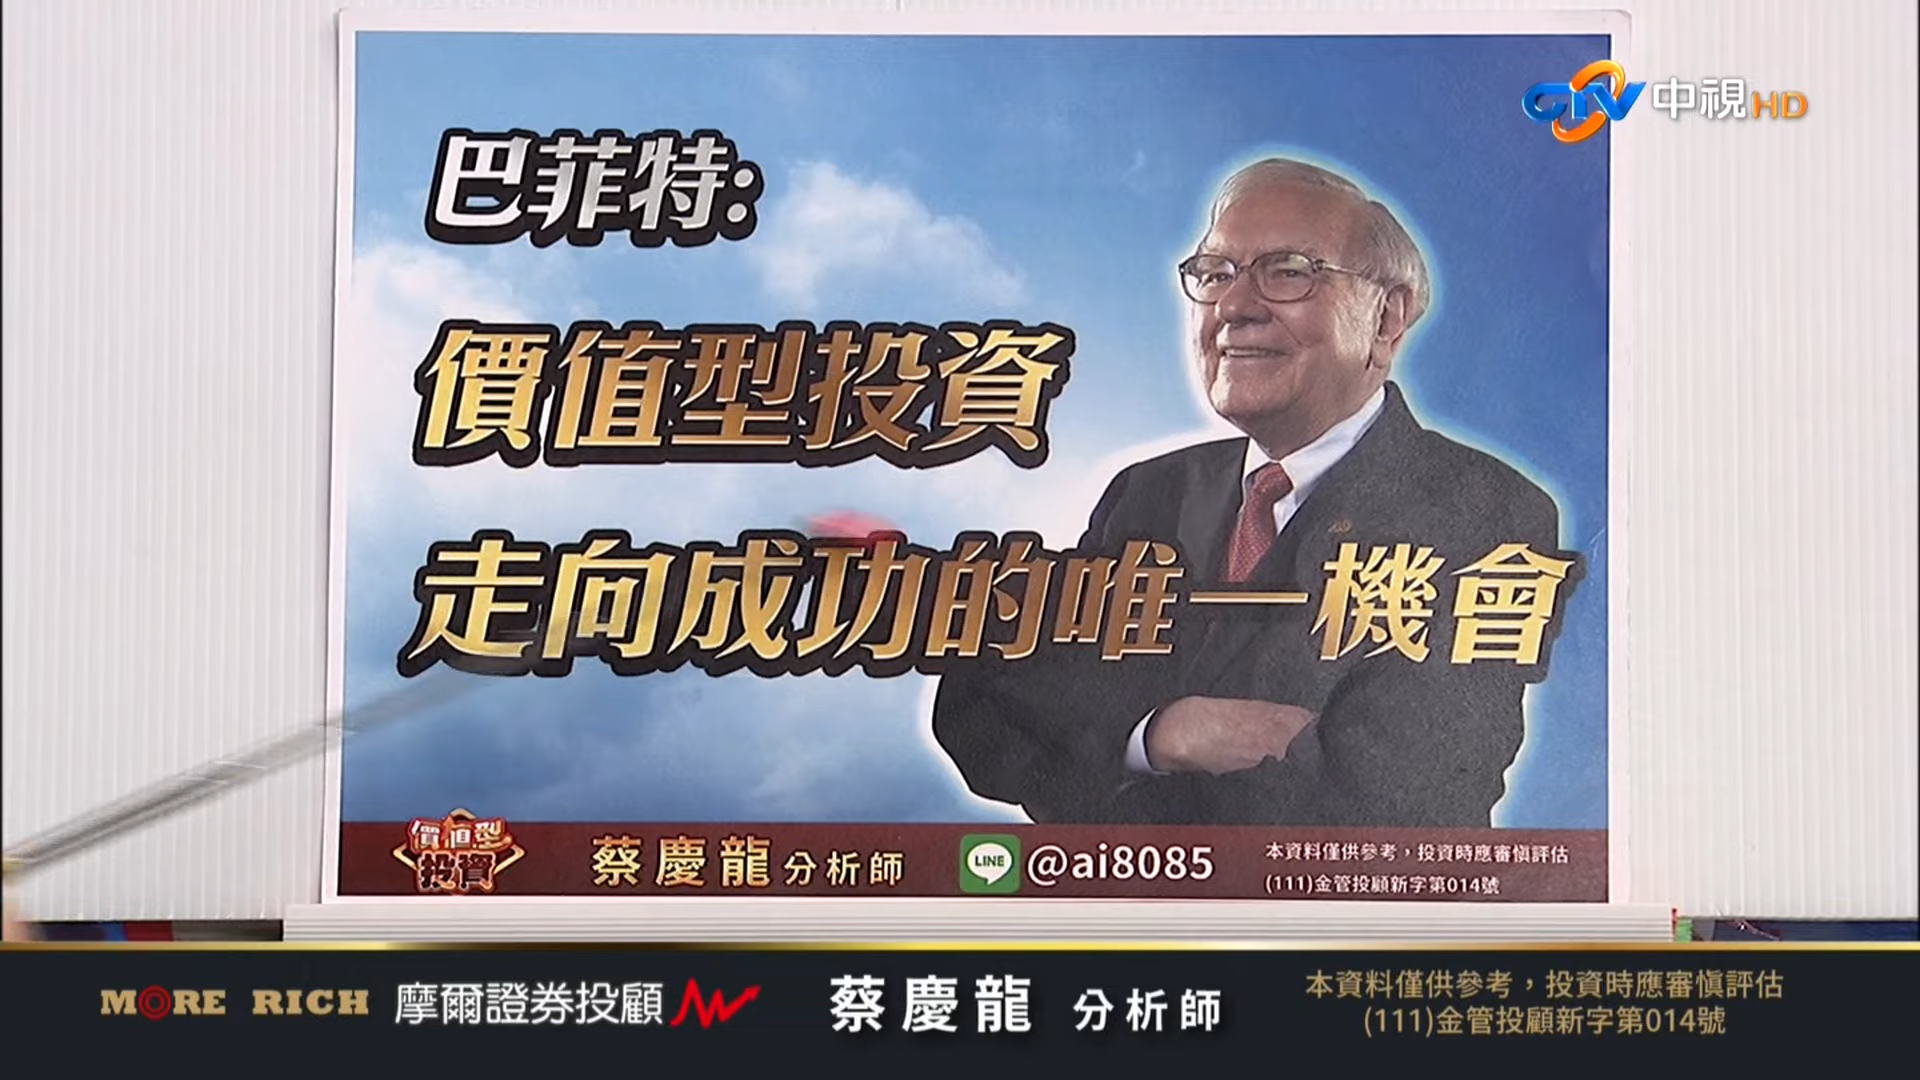 CTV中視HD
巴菲特:
價值型投資
走向成功的唯一機會
價值型
投資
蔡慶龍分析師
LINE
@ai8085
本資料僅供參考，投資時應審慎評估
(111)金管投顧新字第014號
MORE RICH 摩爾證券投顧
蔡慶龍 分析師
本資料僅供參考，投資時應審慎評估
(111)金管投顧新字第014號